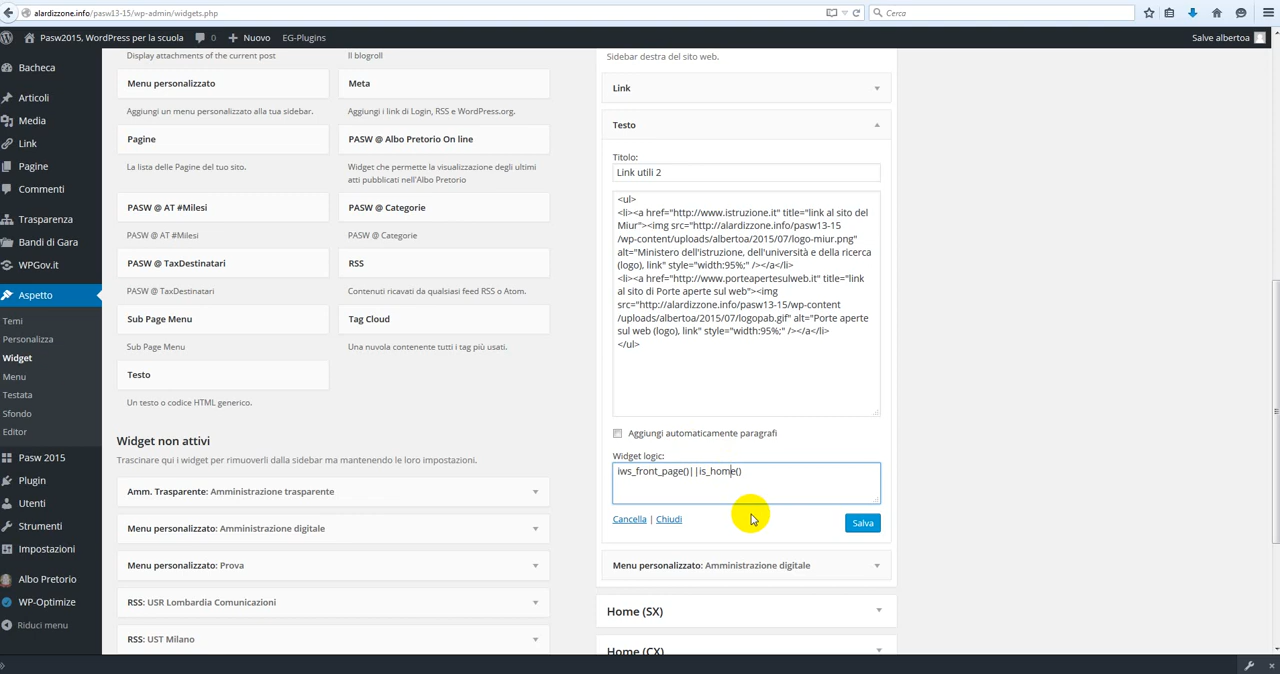 alardizzone.info/pasw13-15/wp-admin/widgets.php
Cerca
Pasw2015, WordPress per la scuola
0
Nuovo
EG-Plugins
Salve albertoa
Bacheca
Articoli
Media
Link
Pagine
Commenti
Trasparenza
Bandi di Gara
WPGov.it
Aspetto
Temi
Personalizza
Widget
Menu
Testata
Sfondo
Editor
Pasw 2015
Plugin
Utenti
Strumenti
Impostazioni
Albo Pretorio
WP-Optimize
Riduci menu
Display attachments of the current post
Il blogroll
Menu personalizzato
Meta
Aggiungi un menu personalizzato alla tua sidebar.
Aggiungi i link di Login, RSS e WordPress.org.
Pagine
PASW @ Albo Pretorio On line
La lista delle Pagine del tuo sito.
Widget che permette la visualizzazione degli ultimi
atti pubblicati nell'Albo Pretorio
PASW @ AT #Milesi
PASW @ Categorie
PASW @ AT #Milesi
PASW @ Categorie
PASW @ TaxDestinatari
RSS
PASW @ TaxDestinatari
Contenuti ricavati da qualsiasi feed RSS o Atom.
Sub Page Menu
Tag Cloud
Sub Page Menu
Una nuvola contenente tutti i tag più usati.
Testo
Un testo o codice HTML generico.
Widget non attivi
Trascinare qui i widget per rimuoverli dalla sidebar ma mantenendo le loro impostazioni.
Amm. Trasparente: Amministrazione trasparente
Menu personalizzato: Amministrazione digitale
Menu personalizzato: Prova
RSS: USR Lombardia Comunicazioni
RSS: UST Milano
Sidebar destra del sito web.
Link
Testo
Titolo:
Link utili 2
<ul>
<li><a href="http://www.istruzione.it" title="link al sito del
Miur"><img src="http://alardizzone.info/pasw13-15
/wp-content/uploads/albertoa/2015/07/logo-miur.png"
alt="Ministero dell'istruzione, dell'università e della ricerca
(logo), link" style="width:95%;" /></a</li>
<li><a href="http://www.porteapertesulweb.it" title="link
al sito di Porte aperte sul web"><img
src="http://alardizzone.info/pasw13-15/wp-content
/uploads/albertoa/2015/07/logopab.gif" alt="Porte aperte
sul web (logo), link" style="width:95%;" /></a</li>
</ul>
Aggiungi automaticamente paragrafi
Widget logic:
iws_front_page()||is_home()
Cancella | Chiudi
Salva
Menu personalizzato: Amministrazione digitale
Home (SX)
Home (CX)